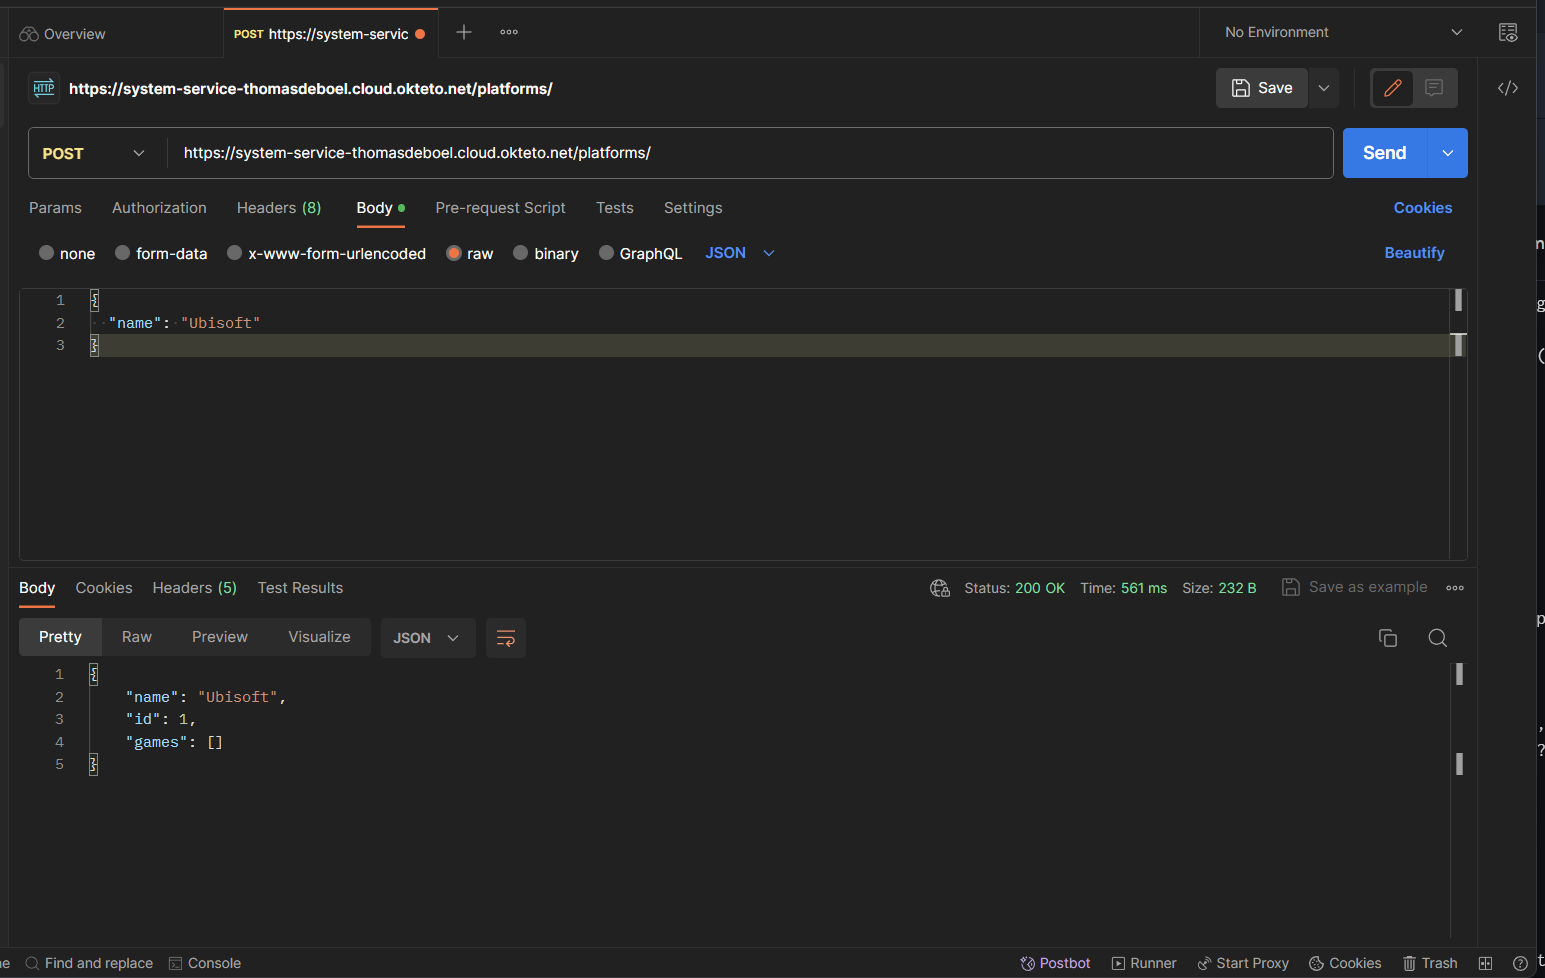 Overview
POST https://system-servic
No Environment
HTTP https://system-service-thomasdeboel.cloud.okteto.net/platforms/
Save
POST
https://system-service-thomasdeboel.cloud.okteto.net/platforms/
Send
Params Authorization Headers (8) Body Pre-request Script Tests Settings Cookies
none form-data x-www-form-urlencoded raw binary GraphQL JSON Beautify
1 {
2 "name": "Ubisoft"
3 }
Body Cookies Headers (5) Test Results Status: 200 OK Time: 561 ms Size: 232 B Save as example
Pretty Raw Preview Visualize JSON
1 {
2 "name": "Ubisoft",
3 "id": 1,
4 "games": []
5 }
Find and replace Console Postbot Runner Start Proxy Cookies Trash